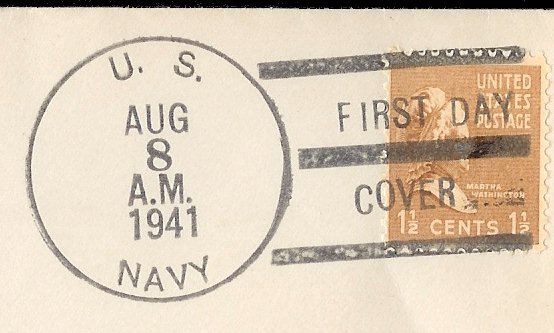 U. S.
AUG
8
A.M.
1941
NAVY
FIRST DAY
COVER
UNITED
STATES
POSTAGE
MARTHA
WASHINGTON
1½ CENTS 1½